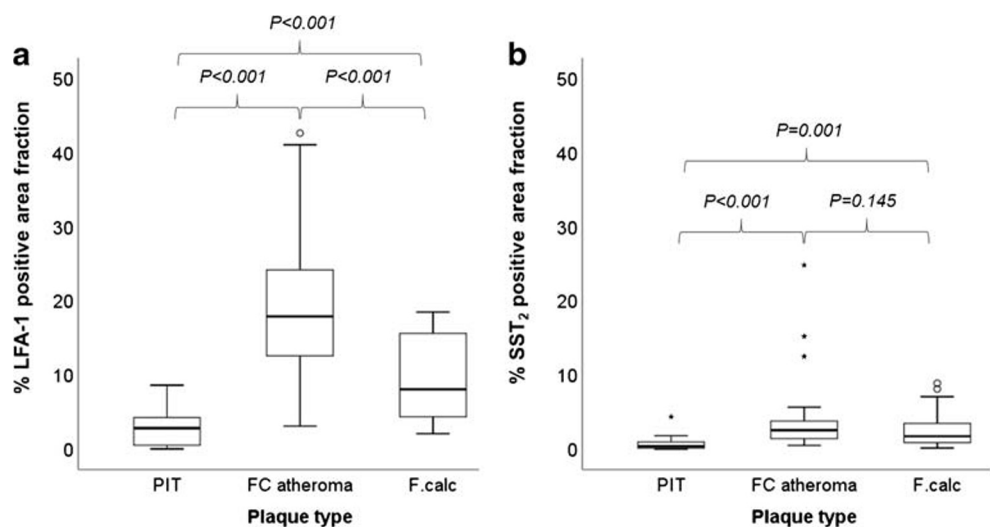 a
P<0.001
P<0.001
P<0.001
50
40
30
20
10
0
% LFA-1 positive area fraction
PIT
FC atheroma
F.calc
Plaque type
b
P=0.001
P<0.001
P=0.145
50
40
30
20
10
0
% SST₂ positive area fraction
PIT
FC atheroma
F.calc
Plaque type